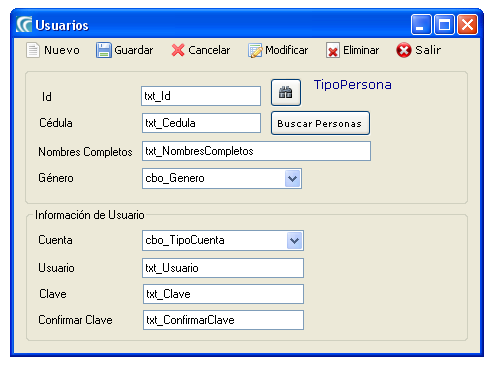 Usuarios
Nuevo Guardar Cancelar Modificar Eliminar Salir
Id txt_Id TipoPersona
Cédula txt_Cedula Buscar Personas
Nombres Completos txt_NombresCompletos
Género cbo_Genero
Información de Usuario
Cuenta cbo_TipoCuenta
Usuario txt_Usuario
Clave txt_Clave
Confirmar Clave txt_ConfirmarClave